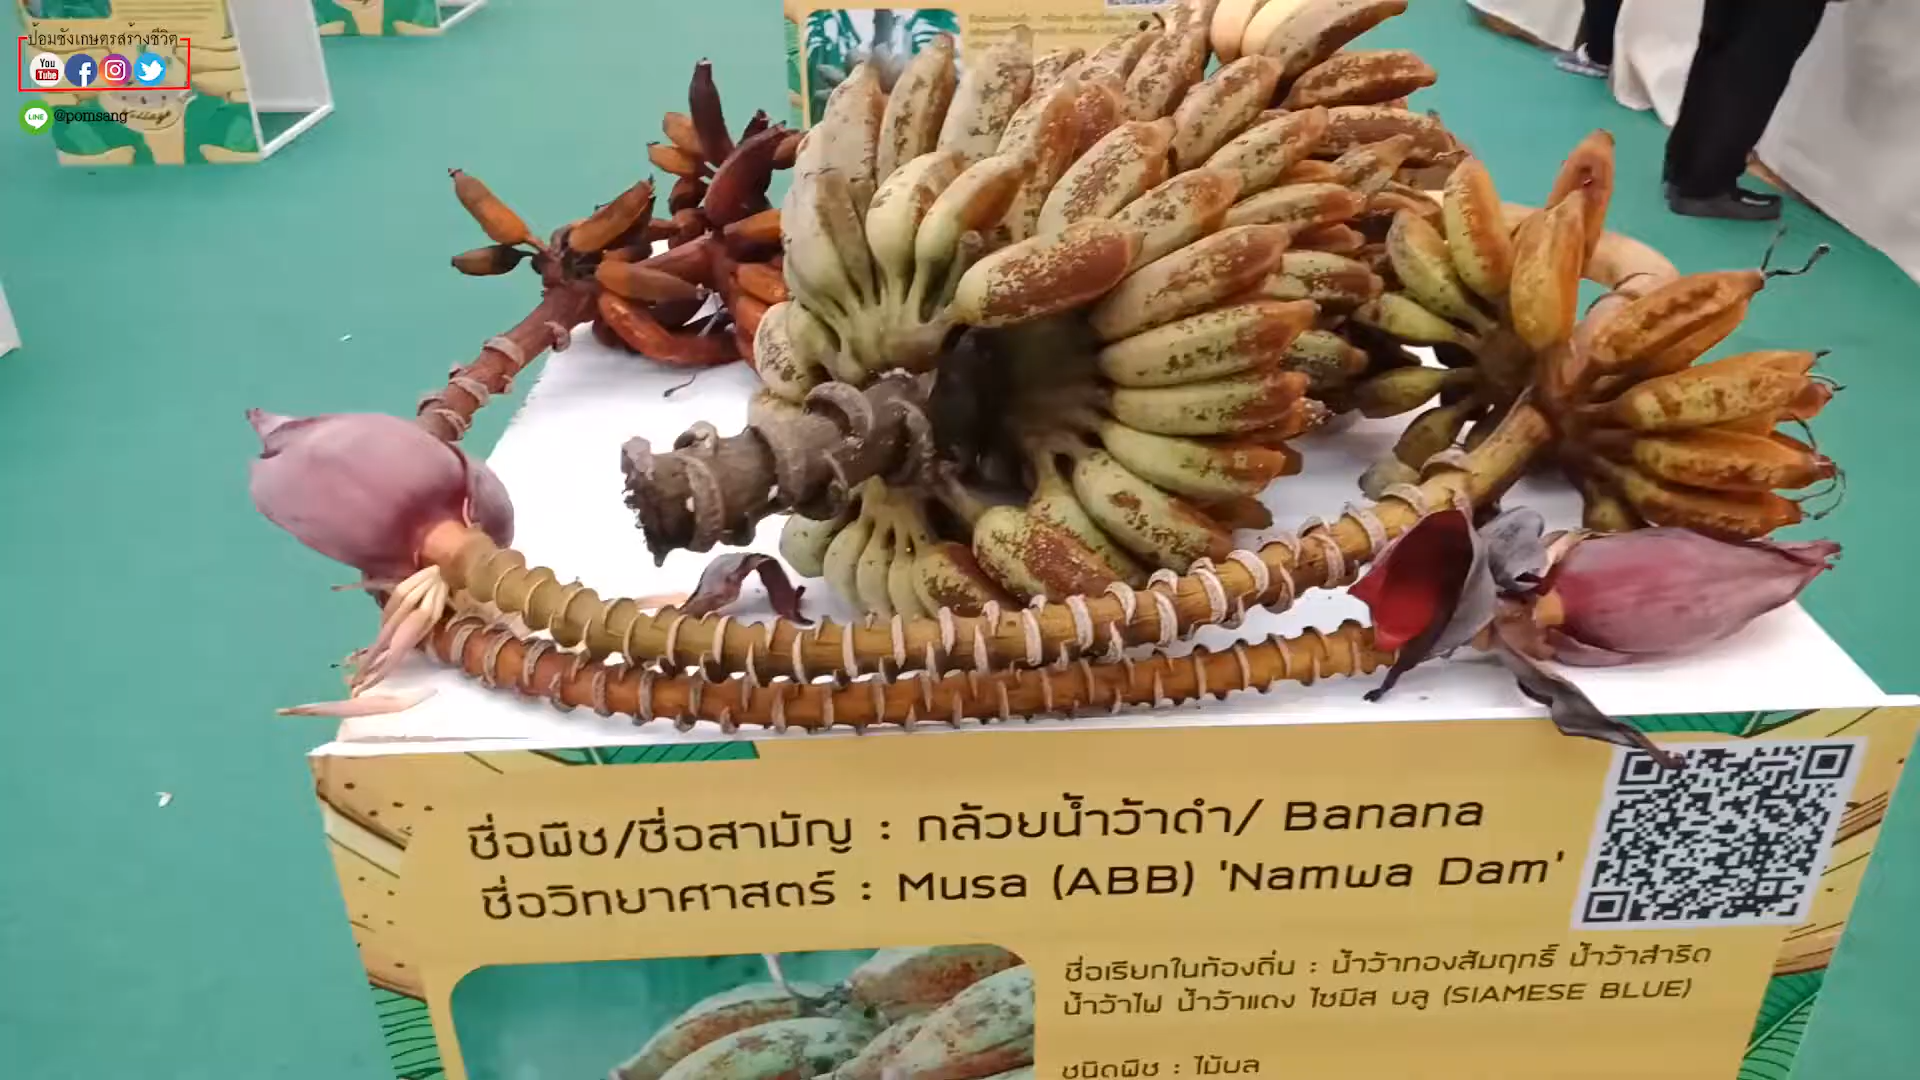 ป้อมซังเกษตรสร้างชีวิต
You
Tube
LINE
@pomsang
ชื่อพืช/ชื่อสามัญ : กล้วยน้ำว้าดำ/ Banana
ชื่อวิทยาศาสตร์ : Musa (ABB) 'Namwa Dam'
ชื่อเรียกในท้องถิ่น : น้ำว้าทองสัมฤทธิ์ น้ำว้าสำริด
น้ำว้าไฟ น้ำว้าแดง ไซมีส บลู (SIAMESE BLUE)
ชนิดพืช : ไม้ผล